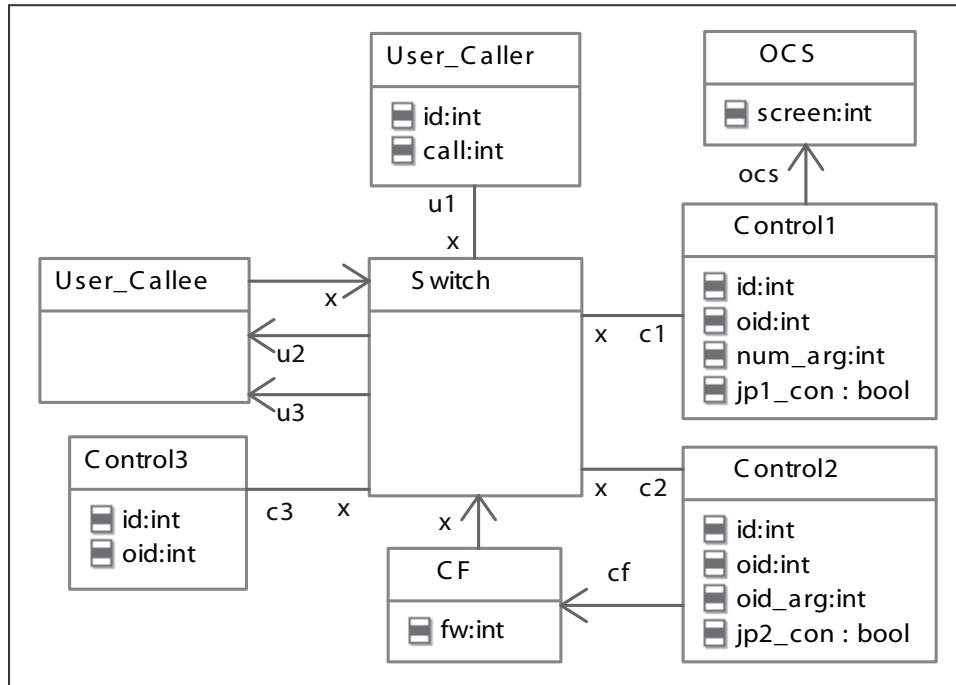 User_Caller
id:int
call:int
OCS
screen:int
ocs
u1
x
Control1
id:int
oid:int
num_arg:int
jp1_con : bool
User_Callee
x
u2
u3
Switch
x c1
Control3
id:int
oid:int
c3 x
x
x c2
Control2
id:int
oid:int
oid_arg:int
jp2_con : bool
CF
fw:int
cf